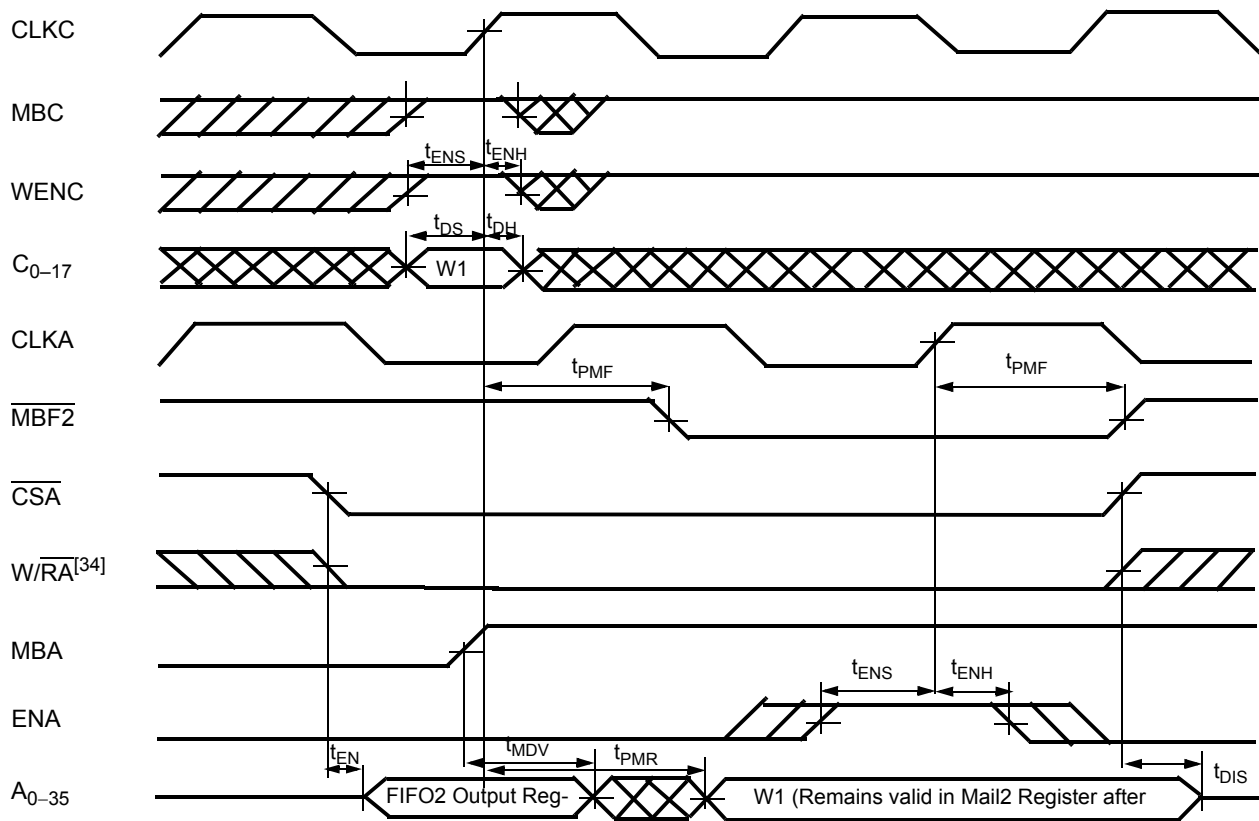 CLKC
MBC
tENS tENH
WENC
tDS tDH
C0–17 W1
CLKA
tPMF tPMF
MBF2
CSA
W/RA[34]
MBA
tENS tENH
ENA
tEN tMDV tPMR tDIS
A0–35 FIFO2 Output Reg- W1 (Remains valid in Mail2 Register after